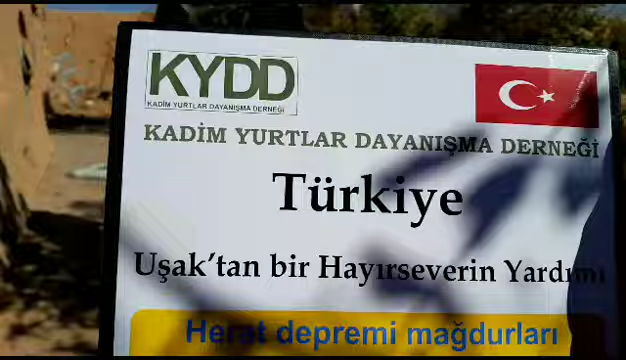 KYDD
KADİM YURTLAR DAYANIŞMA DERNEĞİ
KADİM YURTLAR DAYANIŞMA DERNEĞİ
Türkiye
Uşak’tan bir Hayırseverin Yardımı
Herat depremi mağdurları